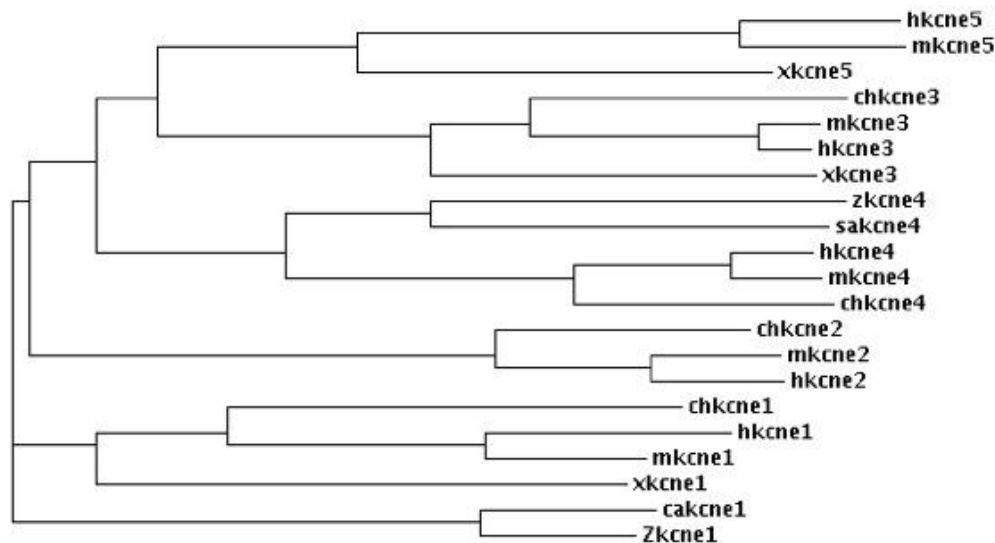 hkcne5
mkcne5
xkcne5
chkcne3
mkcne3
hkcne3
xkcne3
zkcne4
sakcne4
hkcne4
mkcne4
chkcne4
chkcne2
mkcne2
hkcne2
chkcne1
hkcne1
mkcne1
xkcne1
cakcne1
Zkcne1